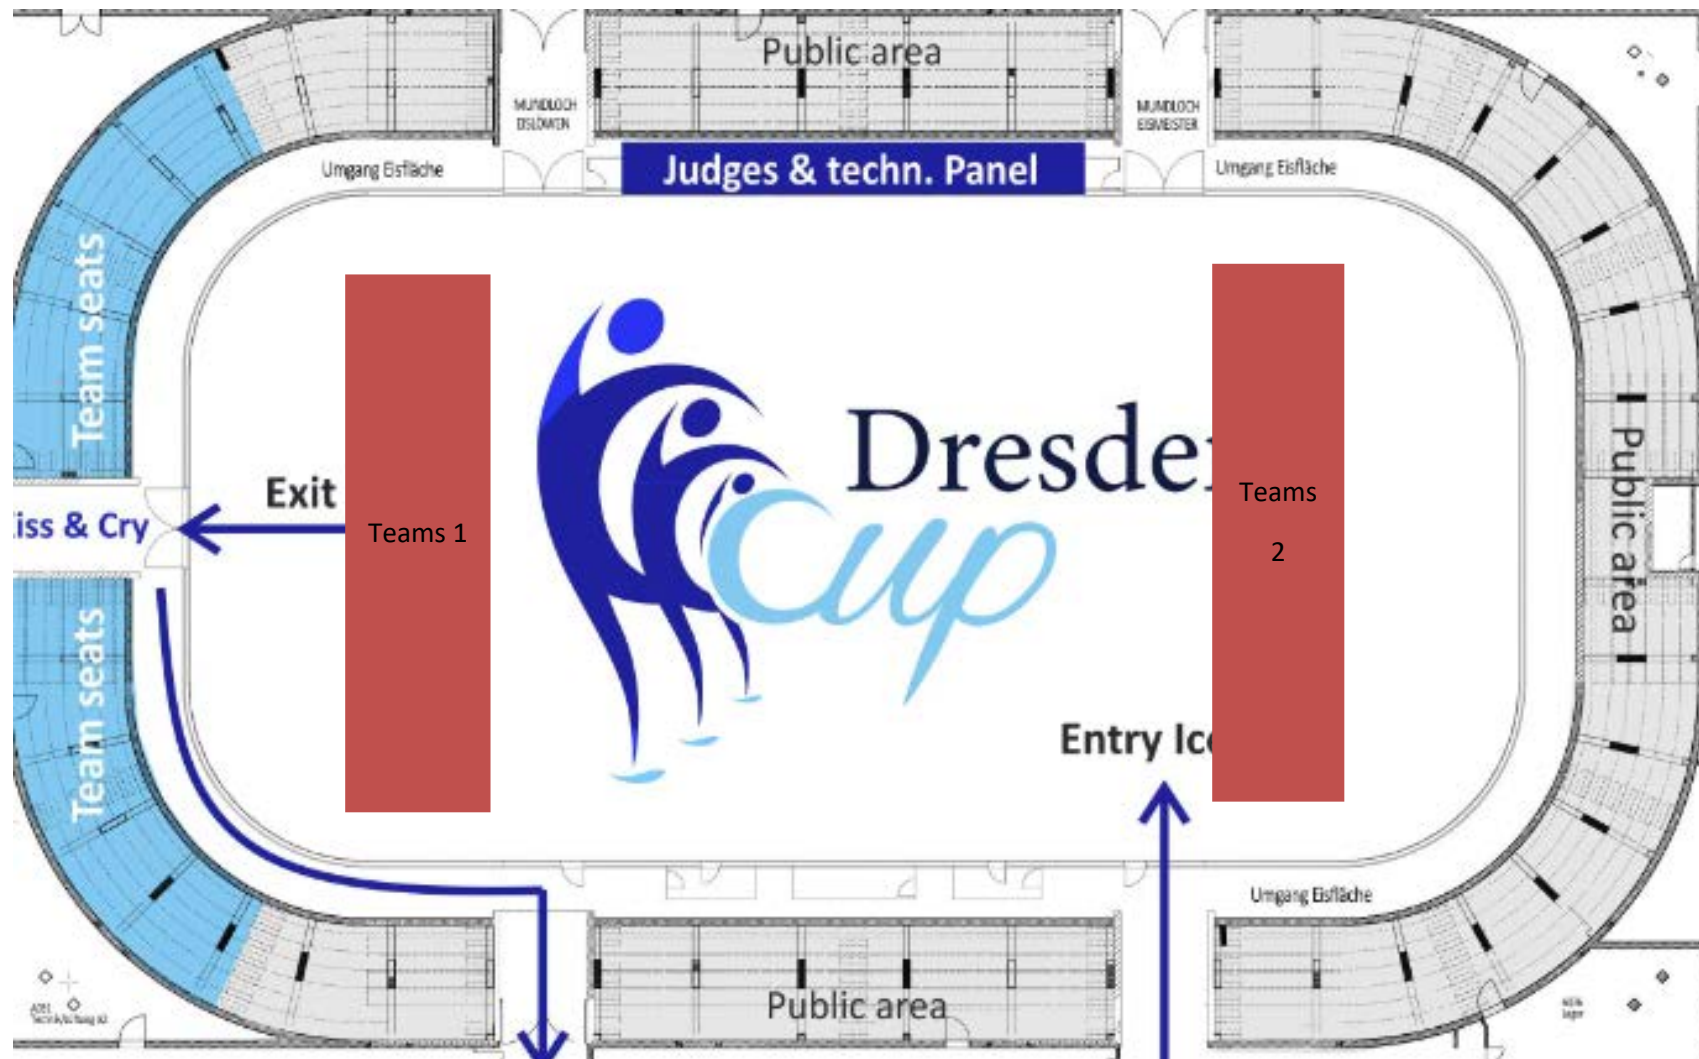 Public area
MUNDLOCH
EISLÖWEN
MUNDLOCH
EISMEISTER
Umgang Eisfläche
Judges & techn. Panel
Umgang Eisfläche
Team seats
Dresde
Cup
Exit
Teams 1
Teams
2
iss & Cry
Public area
Team seats
Entry Ic
Umgang Eisfläche
Public area